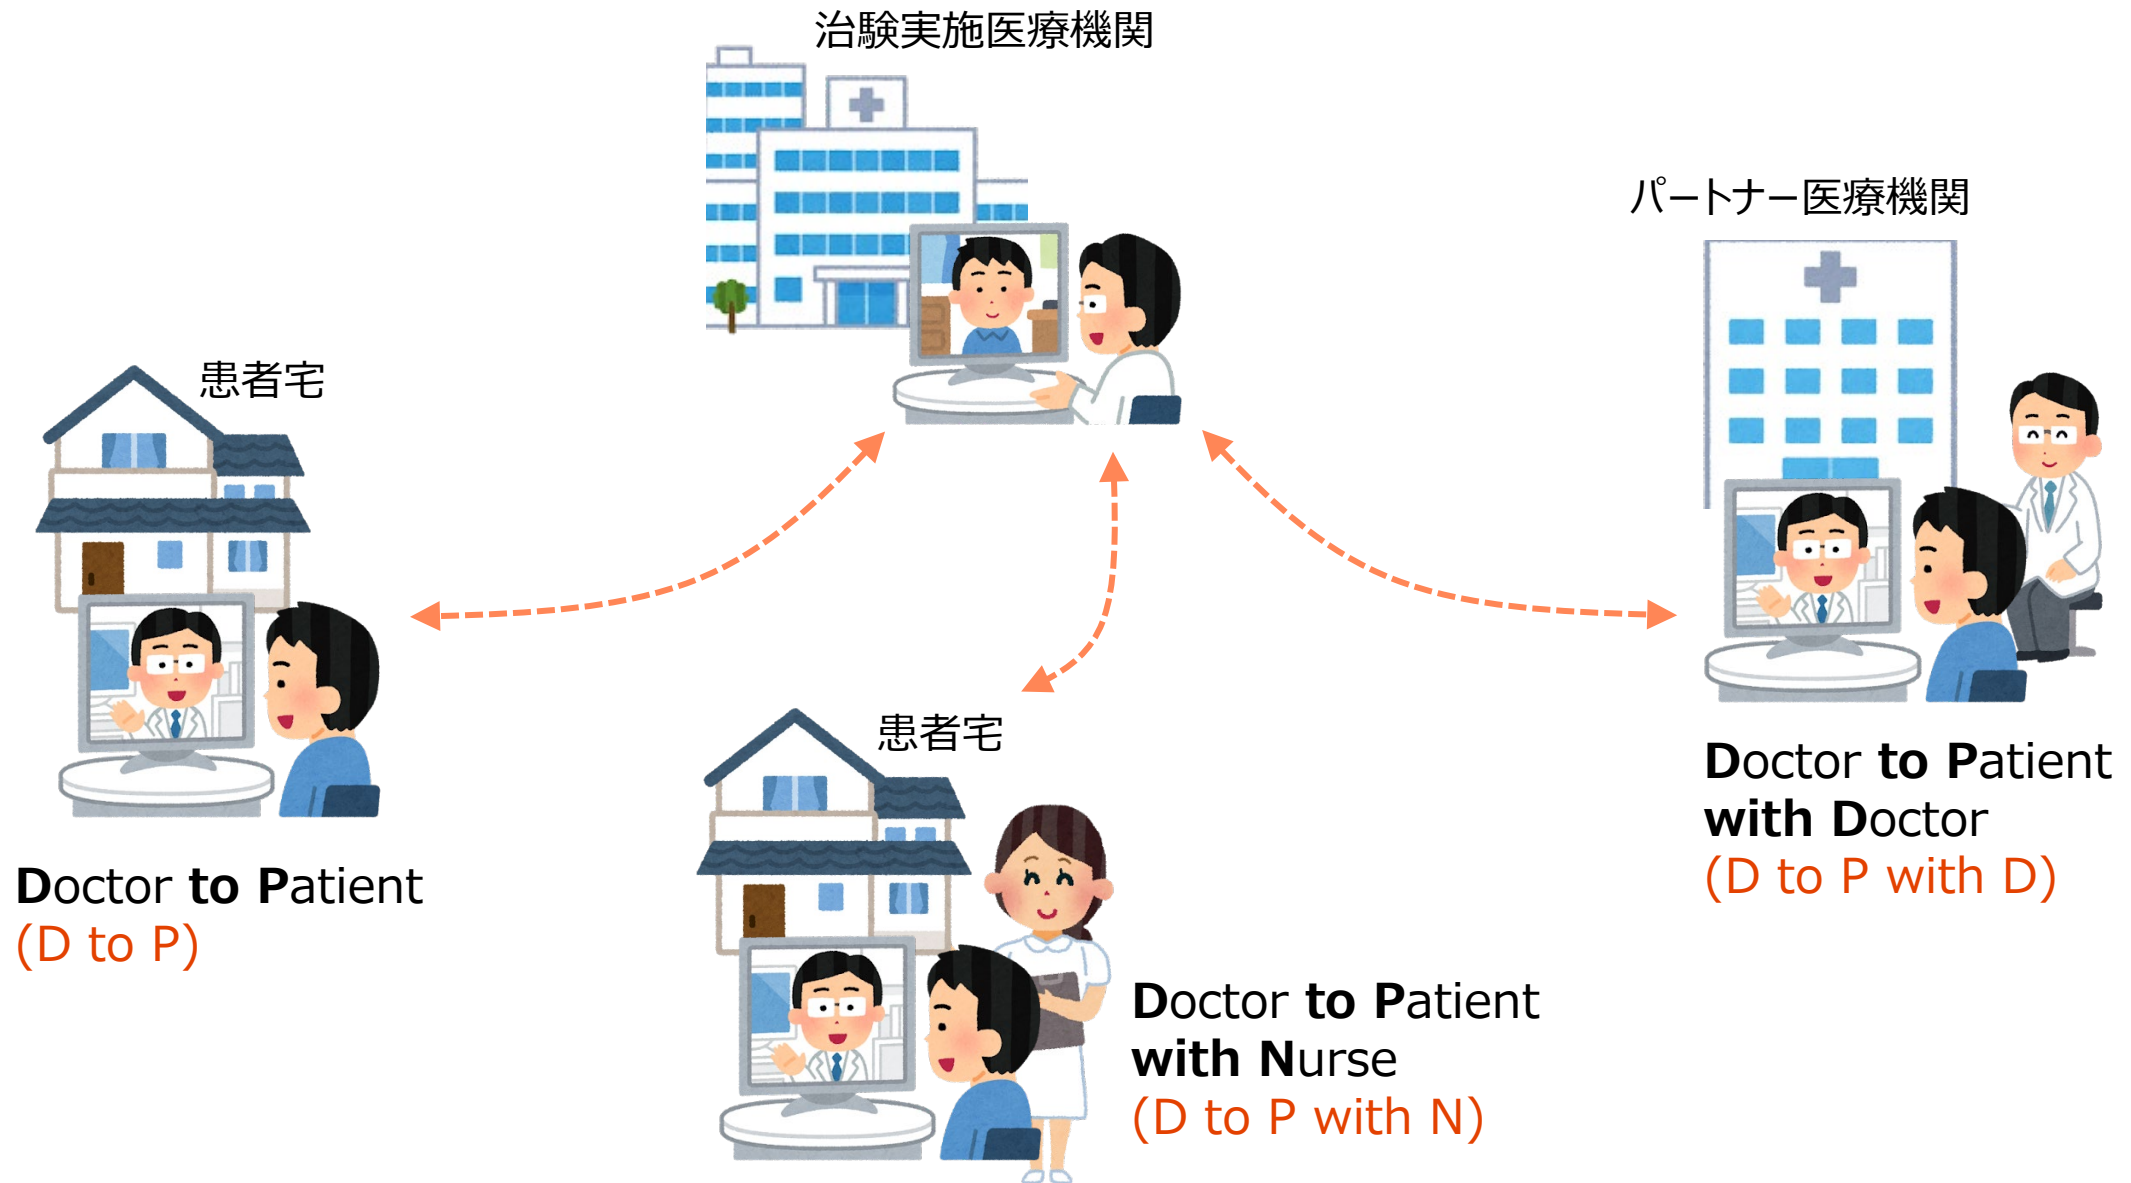 治験実施医療機関
パートナー医療機関
患者宅
患者宅
Doctor to Patient
(D to P)
Doctor to Patient
with Nurse
(D to P with N)
Doctor to Patient
with Doctor
(D to P with D)